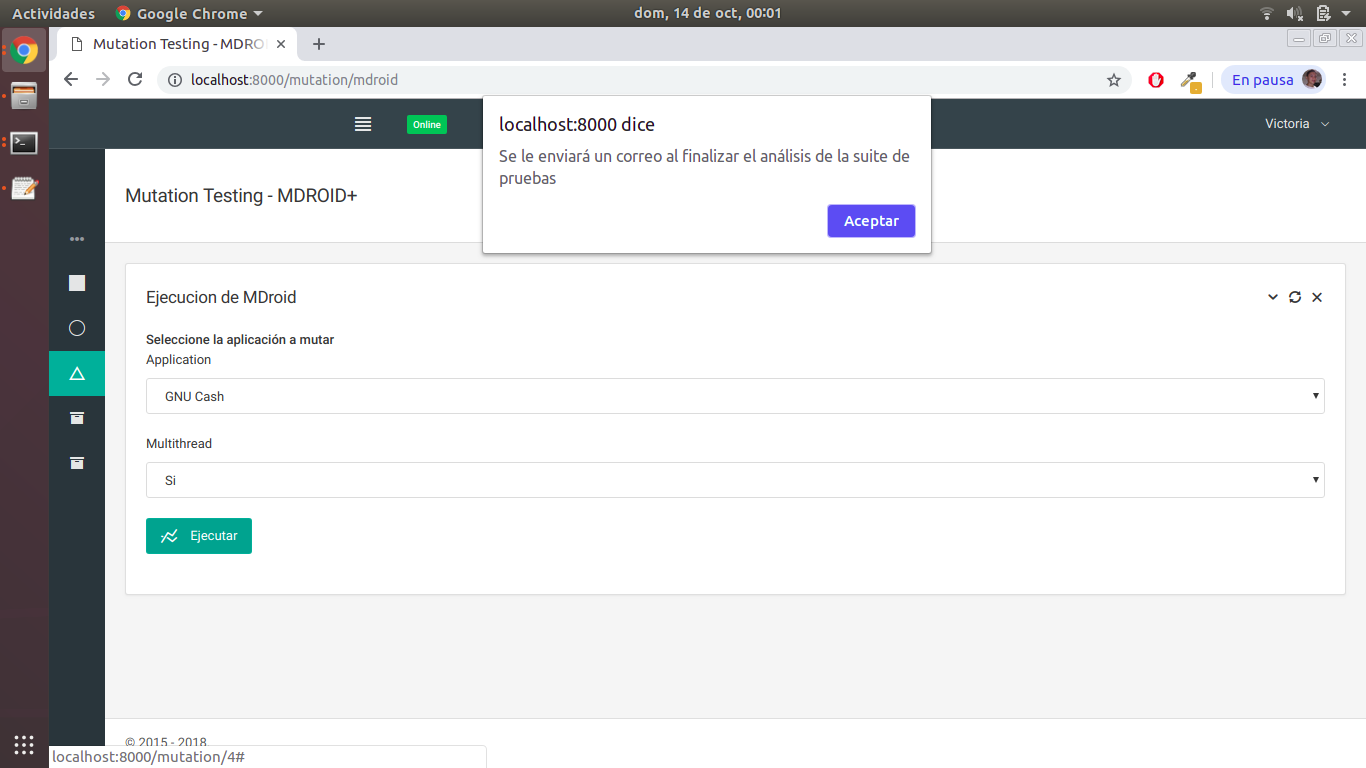 Actividades Google Chrome dom, 14 de oct, 00:01
Mutation Testing - MDRO
localhost:8000/mutation/mdroid En pausa
Online Victoria
localhost:8000 dice
Se le enviará un correo al finalizar el análisis de la suite de
pruebas
Aceptar
Mutation Testing - MDROID+
Ejecucion de MDroid
Seleccione la aplicación a mutar
Application
GNU Cash
Multithread
Si
Ejecutar
© 2015 - 2018
localhost:8000/mutation/4#